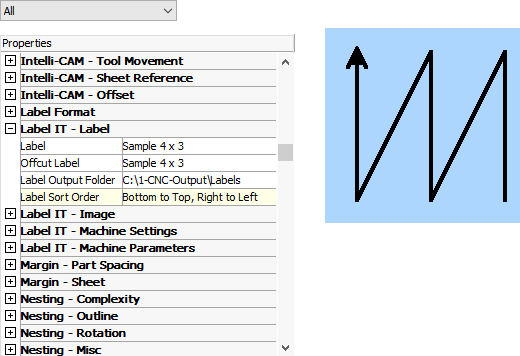 All
Properties
Intelli-CAM - Tool Movement
Intelli-CAM - Sheet Reference
Intelli-CAM - Offset
Label Format
Label IT - Label
Label Sample 4 x 3
Offcut Label Sample 4 x 3
Label Output Folder C:\1-CNC-Output\Labels
Label Sort Order Bottom to Top, Right to Left
Label IT - Image
Label IT - Machine Settings
Label IT - Machine Parameters
Margin - Part Spacing
Margin - Sheet
Nesting - Complexity
Nesting - Outline
Nesting - Rotation
Nesting - Misc